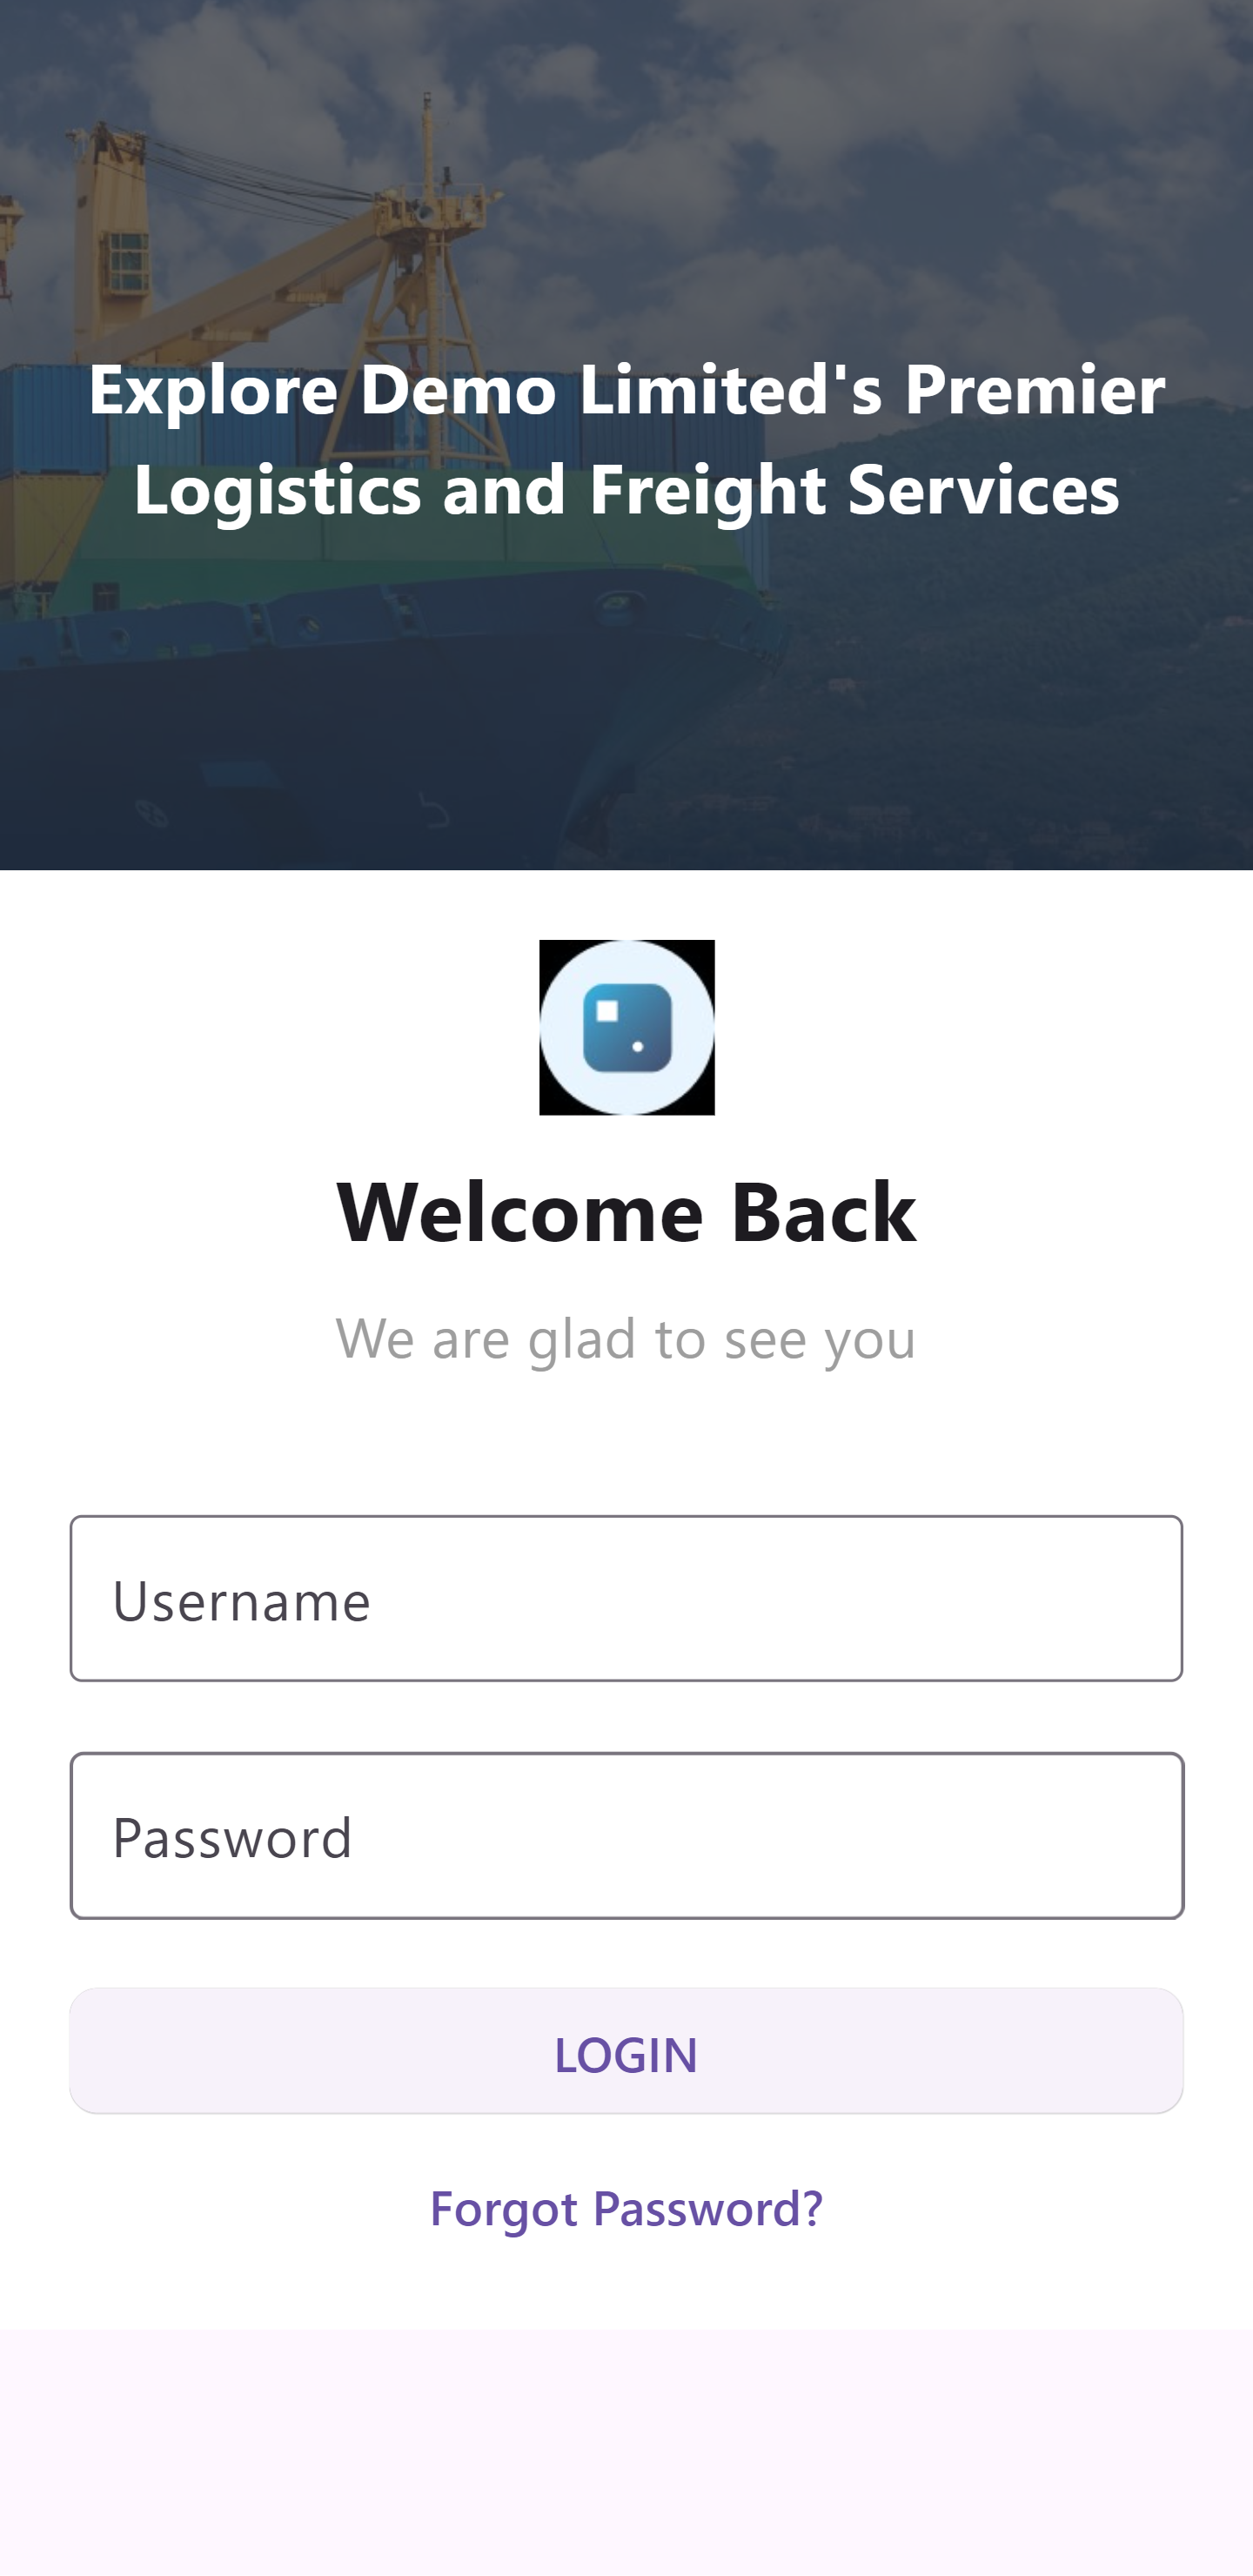 Explore Demo Limited's Premier
Logistics and Freight Services
Welcome Back
We are glad to see you
Username
Password
LOGIN
Forgot Password?